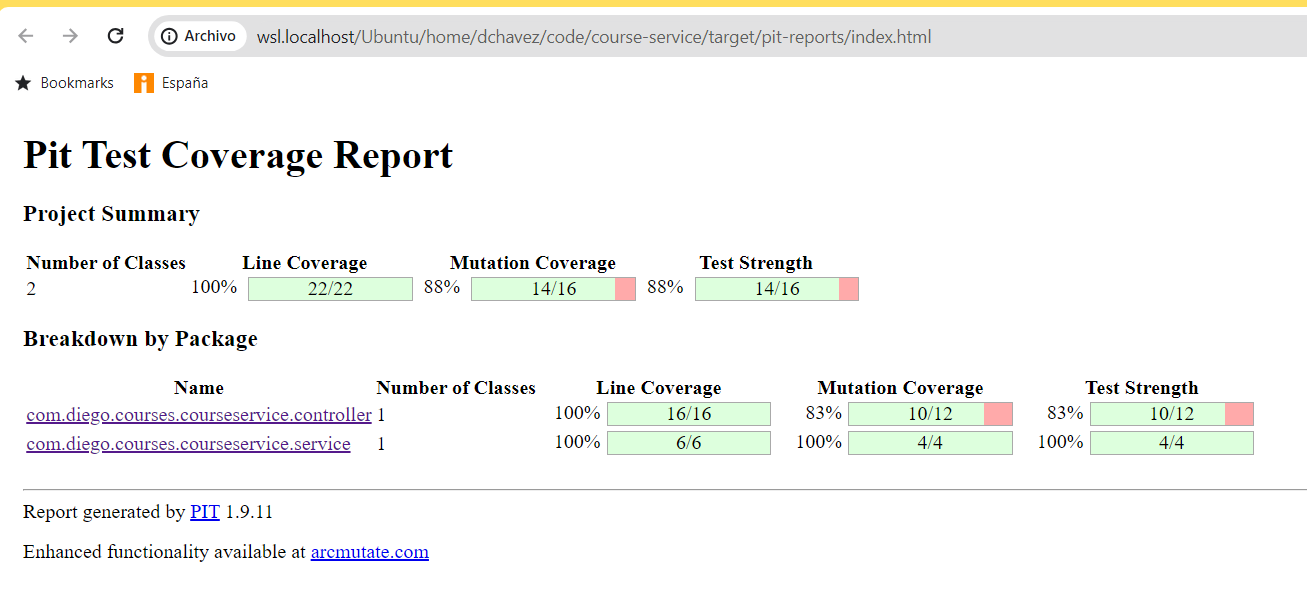 Archivo wsl.localhost/Ubuntu/home/dchavez/code/course-service/target/pit-reports/index.html
Bookmarks España
Pit Test Coverage Report
Project Summary
Number of Classes Line Coverage Mutation Coverage Test Strength
2 100% 22/22 88% 14/16 88% 14/16
Breakdown by Package
Name Number of Classes Line Coverage Mutation Coverage Test Strength
com.diego.courses.courseservice.controller 1 100% 16/16 83% 10/12 83% 10/12
com.diego.courses.courseservice.service 1 100% 6/6 100% 4/4 100% 4/4
Report generated by PIT 1.9.11
Enhanced functionality available at arcmutate.com